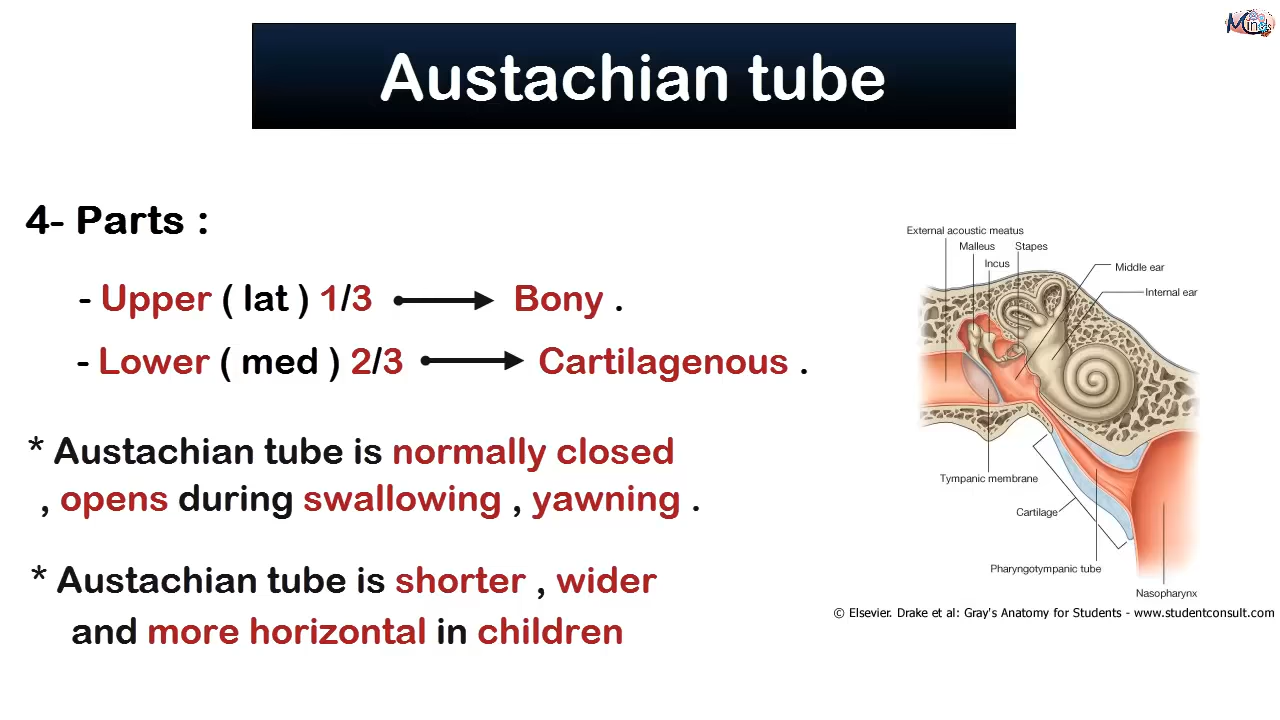 Minds
Austachian tube
4- Parts :
- Upper ( lat ) 1/3 Bony .
- Lower ( med ) 2/3 Cartilagenous .
* Austachian tube is normally closed
, opens during swallowing , yawning .
* Austachian tube is shorter , wider
and more horizontal in children
External acoustic meatus
Malleus
Stapes
Incus
Middle ear
Internal ear
Tympanic membrane
Cartilage
Pharyngotympanic tube
Nasopharynx
© Elsevier. Drake et al: Gray's Anatomy for Students - www.studentconsult.com